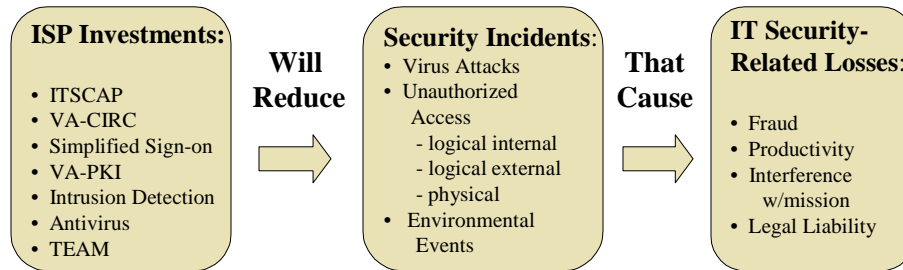 ISP Investments:
• ITSCAP
• VA-CIRC
• Simplified Sign-on
• VA-PKI
• Intrusion Detection
• Antivirus
• TEAM
Will
Reduce
Security Incidents:
• Virus Attacks
• Unauthorized
Access
- logical internal
- logical external
- physical
• Environmental
Events
That
Cause
IT Security-
Related Losses:
• Fraud
• Productivity
• Interference
w/mission
• Legal Liability